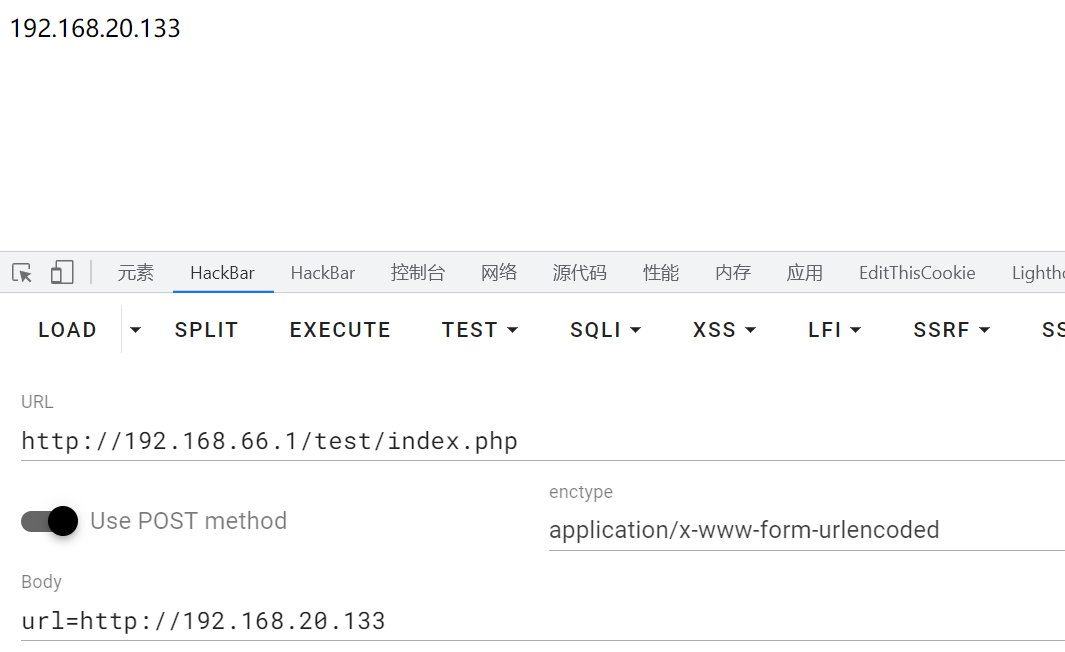 192.168.20.133
元素 HackBar HackBar 控制台 网络 源代码 性能 内存 应用 EditThisCookie Lighth
LOAD SPLIT EXECUTE TEST SQLI XSS LFI SSRF SS
URL
http://192.168.66.1/test/index.php
enctype
Use POST method
application/x-www-form-urlencoded
Body
url=http://192.168.20.133